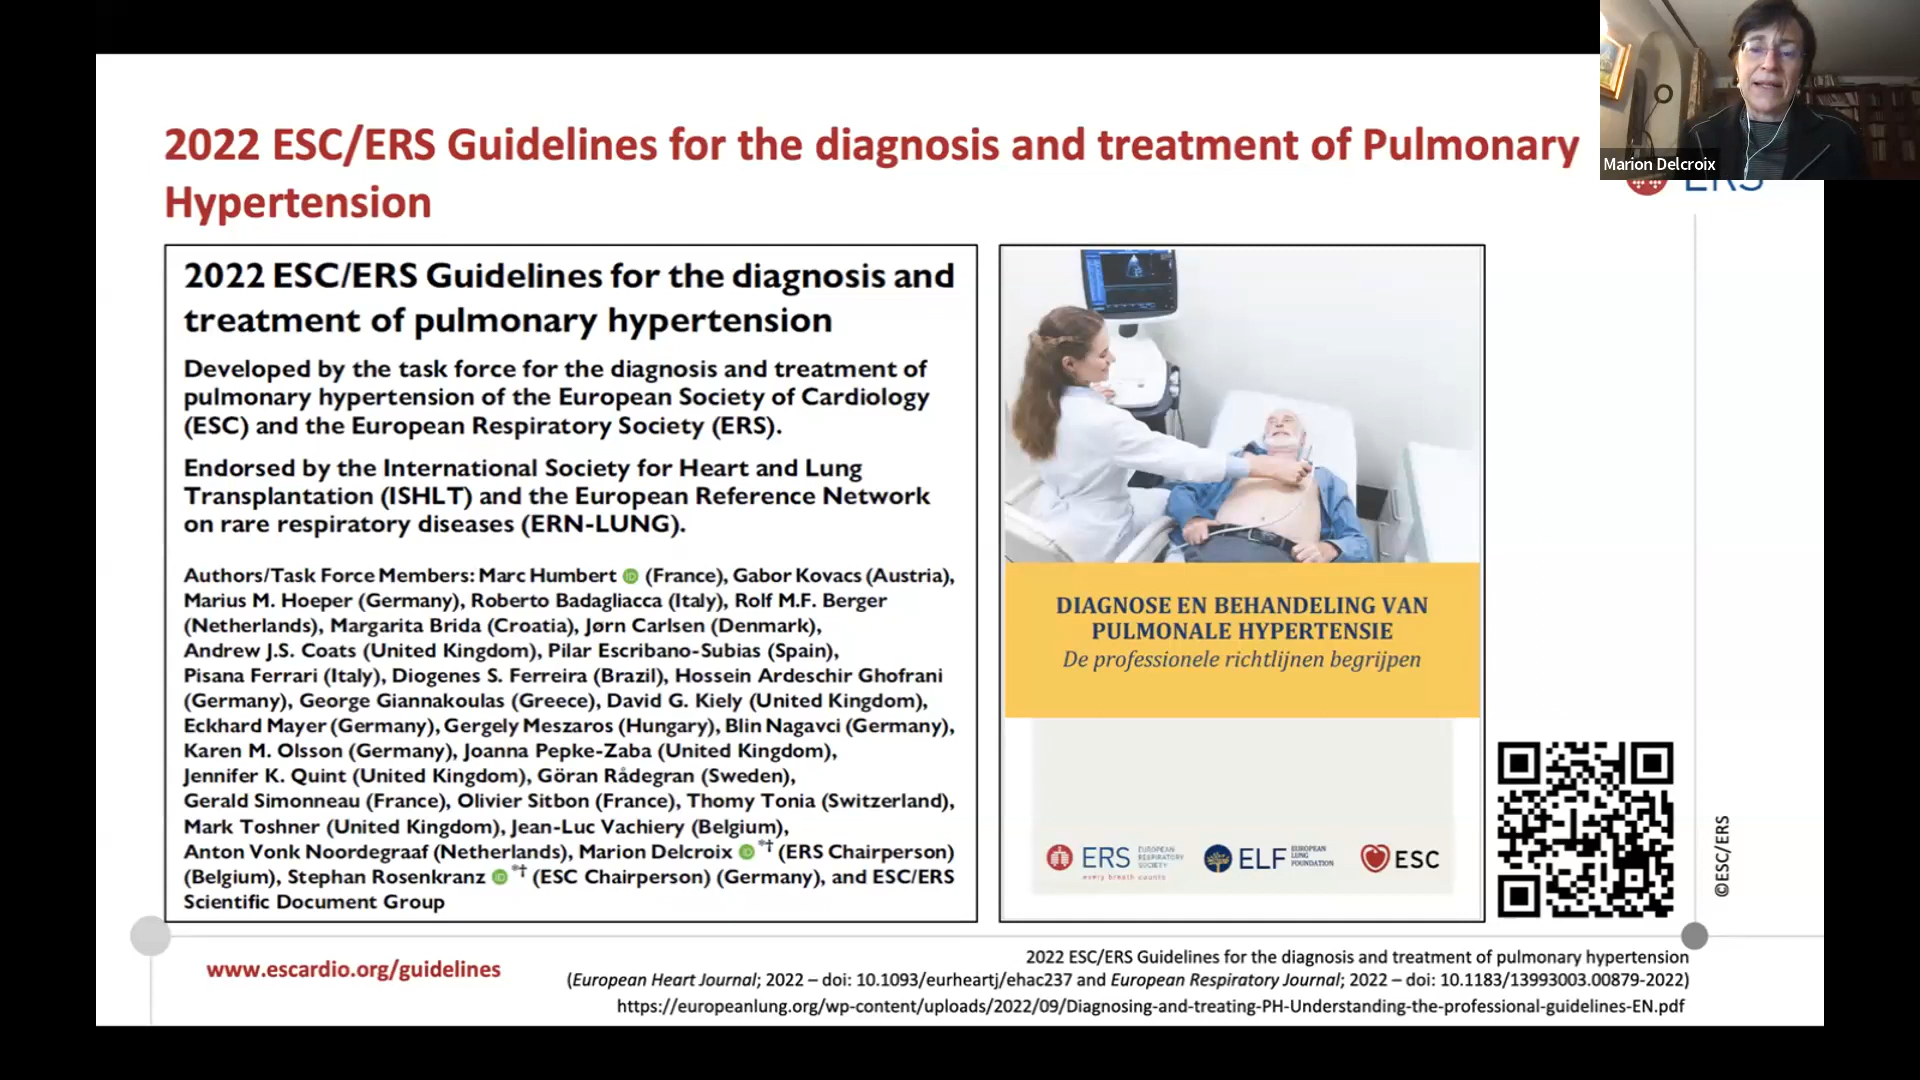 2022 ESC/ERS Guidelines for the diagnosis and treatment of Pulmonary
Hypertension
Marion Delcroix
ERS
2022 ESC/ERS Guidelines for the diagnosis and
treatment of pulmonary hypertension
Developed by the task force for the diagnosis and treatment of
pulmonary hypertension of the European Society of Cardiology
(ESC) and the European Respiratory Society (ERS).
Endorsed by the International Society for Heart and Lung
Transplantation (ISHLT) and the European Reference Network
on rare respiratory diseases (ERN-LUNG).
Authors/Task Force Members: Marc Humbert iD (France), Gabor Kovacs (Austria),
Marius M. Hoeper (Germany), Roberto Badagliacca (Italy), Rolf M.F. Berger
(Netherlands), Margarita Brida (Croatia), Jørn Carlsen (Denmark),
Andrew J.S. Coats (United Kingdom), Pilar Escribano-Subias (Spain),
Pisana Ferrari (Italy), Diogenes S. Ferreira (Brazil), Hossein Ardeschir Ghofrani
(Germany), George Giannakoulas (Greece), David G. Kiely (United Kingdom),
Eckhard Mayer (Germany), Gergely Meszaros (Hungary), Blin Nagavci (Germany),
Karen M. Olsson (Germany), Joanna Pepke-Zaba (United Kingdom),
Jennifer K. Quint (United Kingdom), Göran Rådegran (Sweden),
Gerald Simonneau (France), Olivier Sitbon (France), Thomy Tonia (Switzerland),
Mark Toshner (United Kingdom), Jean-Luc Vachiery (Belgium),
Anton Vonk Noordegraaf (Netherlands), Marion Delcroix iD *† (ERS Chairperson)
(Belgium), Stephan Rosenkranz iD *† (ESC Chairperson) (Germany), and ESC/ERS
Scientific Document Group
DIAGNOSE EN BEHANDELING VAN
PULMONALE HYPERTENSIE
De professionele richtlijnen begrijpen
ERS EUROPEAN RESPIRATORY SOCIETY
every breath counts
ELF EUROPEAN LUNG FOUNDATION
ESC
©ESC/ERS
www.escardio.org/guidelines
2022 ESC/ERS Guidelines for the diagnosis and treatment of pulmonary hypertension
(European Heart Journal; 2022 – doi: 10.1093/eurheartj/ehac237 and European Respiratory Journal; 2022 – doi: 10.1183/13993003.00879-2022)
https://europeanlung.org/wp-content/uploads/2022/09/Diagnosing-and-treating-PH-Understanding-the-professional-guidelines-EN.pdf